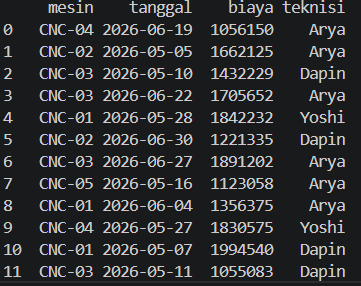 mesin tanggal biaya teknisi
0 CNC-04 2026-06-19 1056150 Arya
1 CNC-02 2026-05-05 1662125 Arya
2 CNC-03 2026-05-10 1432229 Dapin
3 CNC-03 2026-06-22 1705652 Arya
4 CNC-01 2026-05-28 1842232 Yoshi
5 CNC-02 2026-06-30 1221335 Dapin
6 CNC-03 2026-06-27 1891202 Arya
7 CNC-05 2026-05-16 1123058 Arya
8 CNC-01 2026-06-04 1356375 Arya
9 CNC-04 2026-05-27 1830575 Yoshi
10 CNC-01 2026-05-07 1994540 Dapin
11 CNC-03 2026-05-11 1055083 Dapin